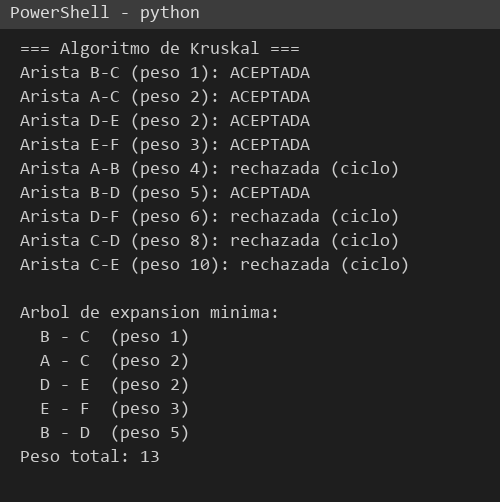 PowerShell - python
=== Algoritmo de Kruskal ===
Arista B-C (peso 1): ACEPTADA
Arista A-C (peso 2): ACEPTADA
Arista D-E (peso 2): ACEPTADA
Arista E-F (peso 3): ACEPTADA
Arista A-B (peso 4): rechazada (ciclo)
Arista B-D (peso 5): ACEPTADA
Arista D-F (peso 6): rechazada (ciclo)
Arista C-D (peso 8): rechazada (ciclo)
Arista C-E (peso 10): rechazada (ciclo)

Arbol de expansion minima:
  B - C  (peso 1)
  A - C  (peso 2)
  D - E  (peso 2)
  E - F  (peso 3)
  B - D  (peso 5)
Peso total: 13